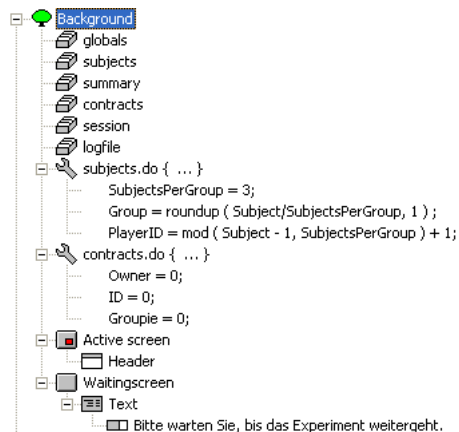 Background
globals
subjects
summary
contracts
session
logfile
subjects.do { ... }
SubjectsPerGroup = 3;
Group = roundup ( Subject/SubjectsPerGroup, 1 ) ;
PlayerID = mod ( Subject - 1, SubjectsPerGroup ) + 1;
contracts.do { ... }
Owner = 0;
ID = 0;
Groupie = 0;
Active screen
Header
Waitingscreen
Text
Bitte warten Sie, bis das Experiment weitergeht.